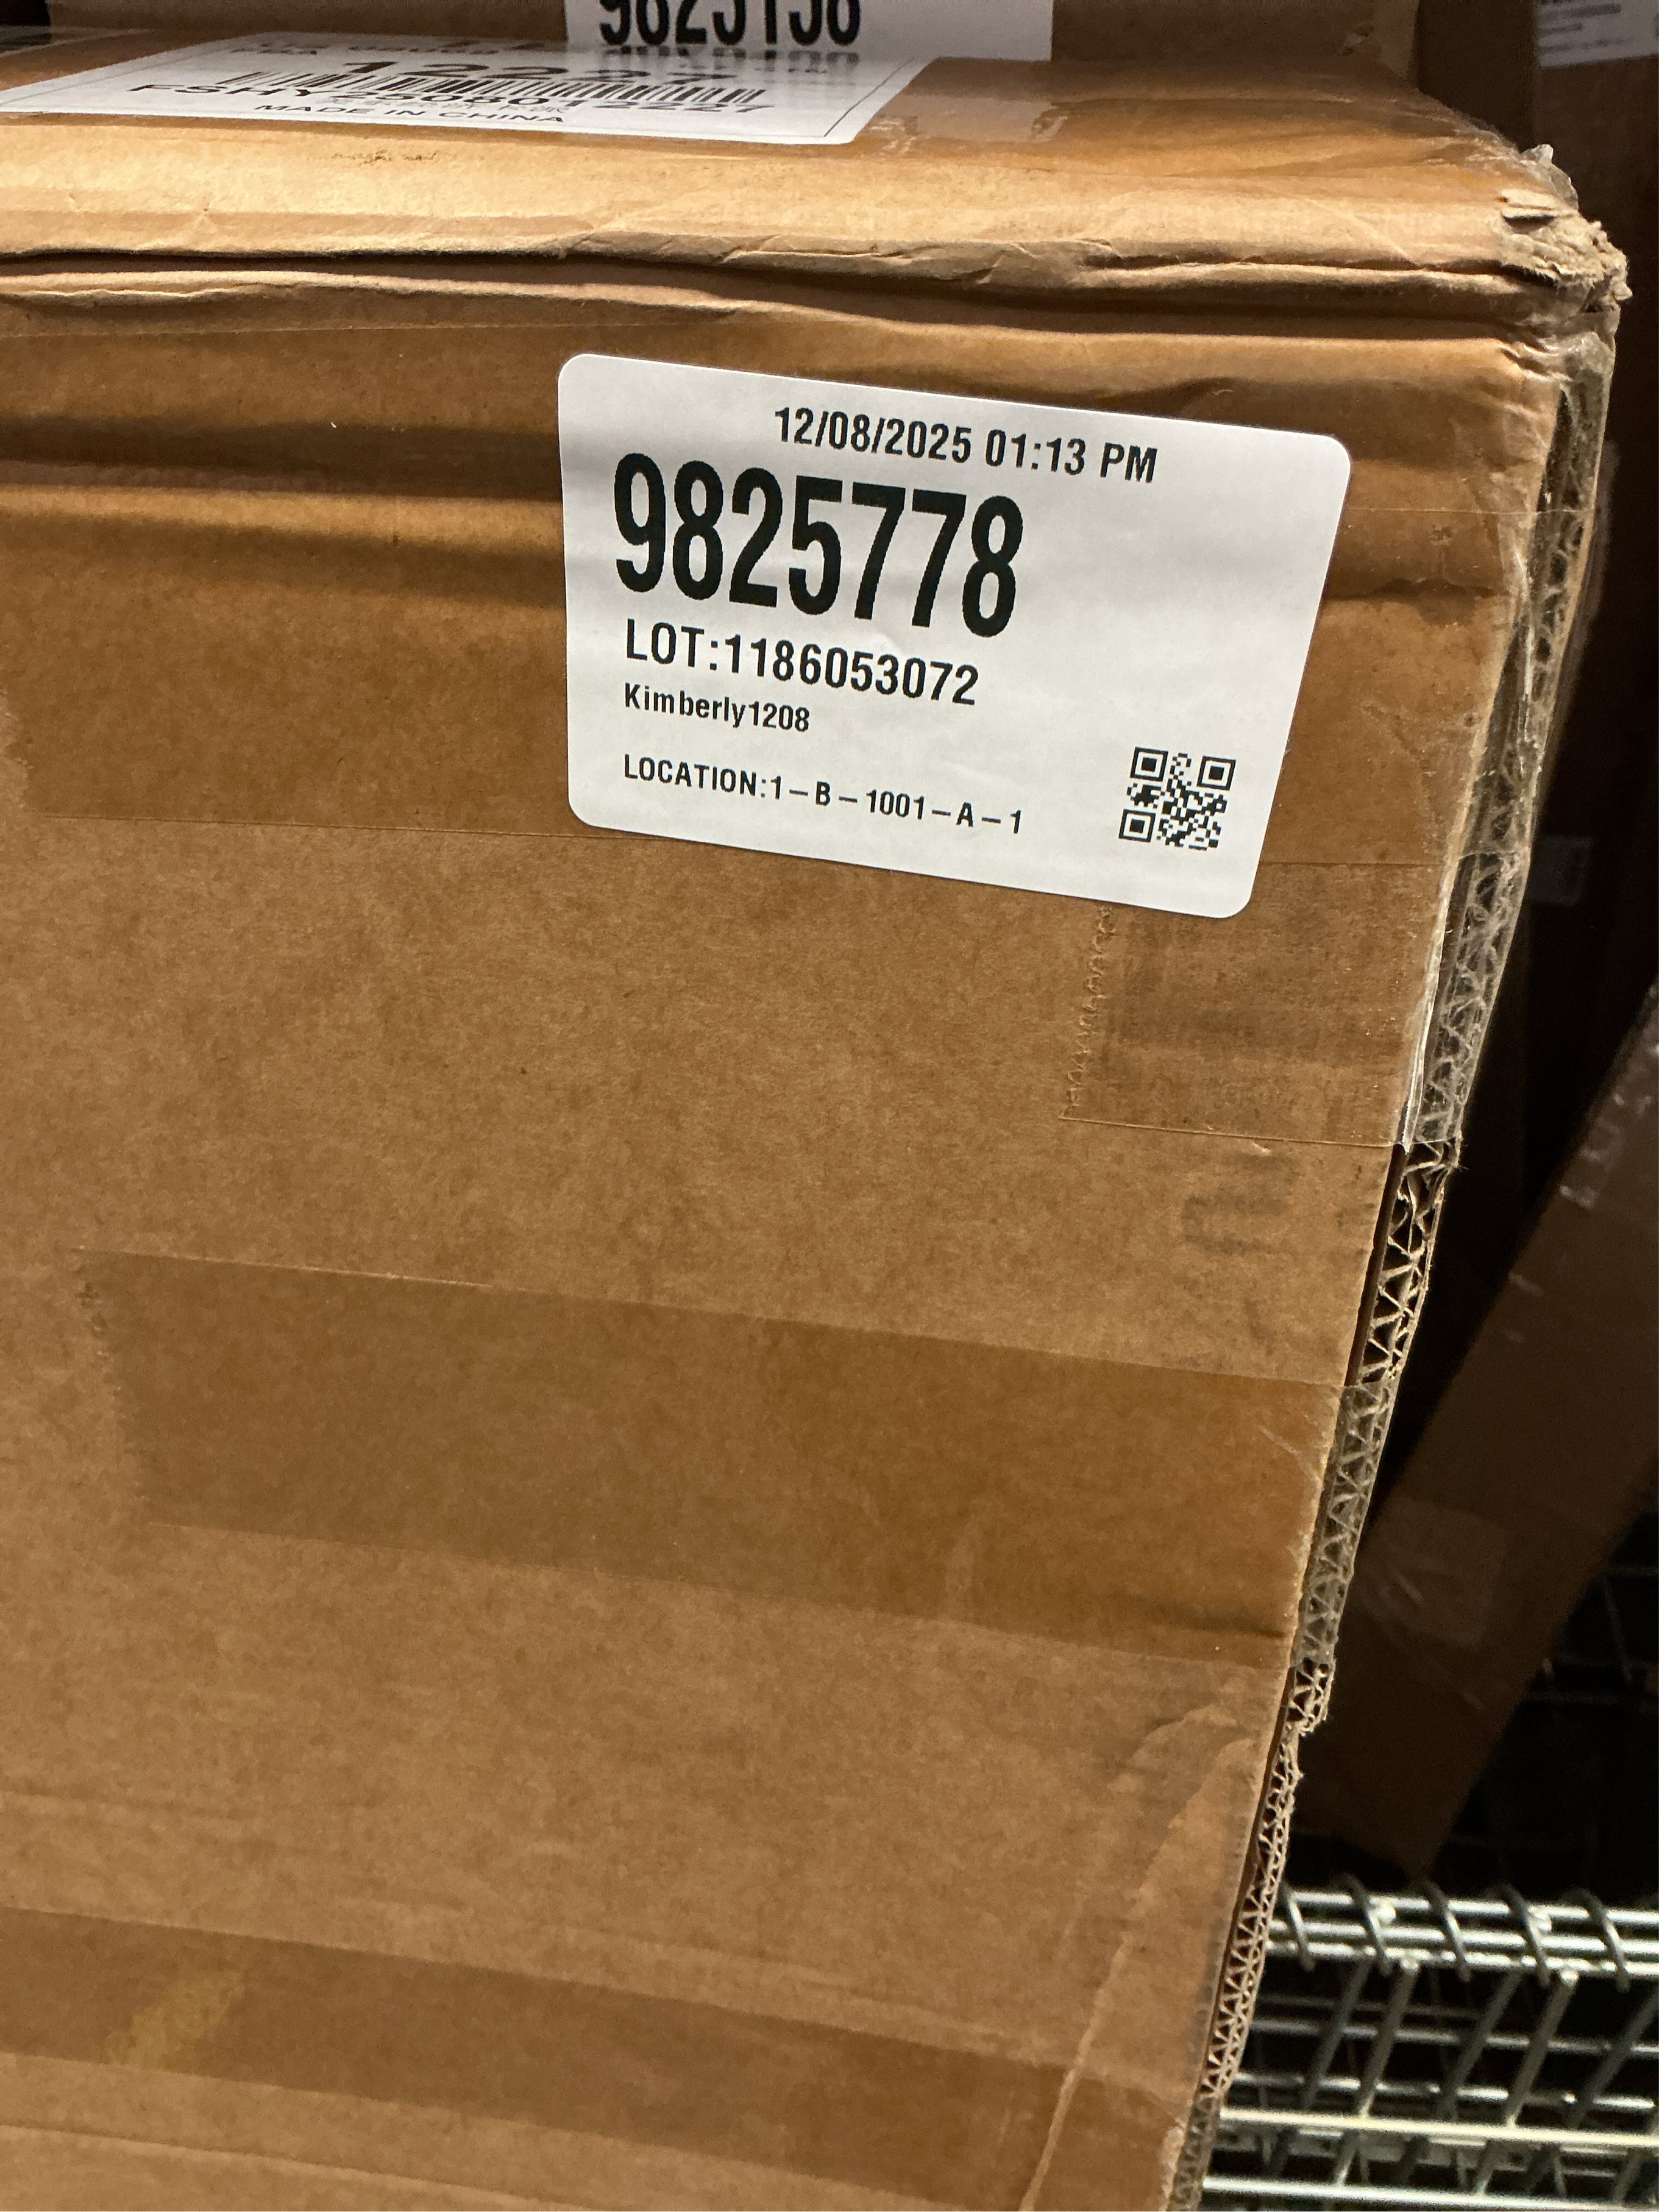 MADE IN CHINA
12/08/2025 01:13 PM
9825778
LOT:1186053072
Kimberly1208
LOCATION:1-B-1001-A-1